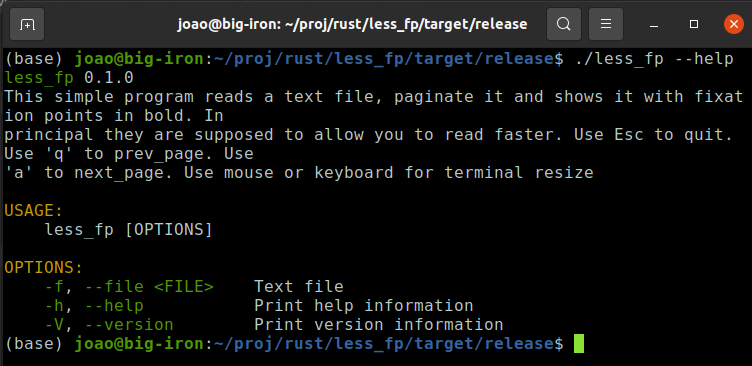 joao@big-iron: ~/proj/rust/less_fp/target/release
(base) joao@big-iron:~/proj/rust/less_fp/target/release$ ./less_fp --help
less_fp 0.1.0
This simple program reads a text file, paginate it and shows it with fixat
ion points in bold. In
principal they are supposed to allow you to read faster. Use Esc to quit.
Use 'q' to prev_page. Use
'a' to next_page. Use mouse or keyboard for terminal resize
USAGE:
    less_fp [OPTIONS]
OPTIONS:
    -f, --file <FILE>    Text file
    -h, --help           Print help information
    -V, --version        Print version information
(base) joao@big-iron:~/proj/rust/less_fp/target/release$